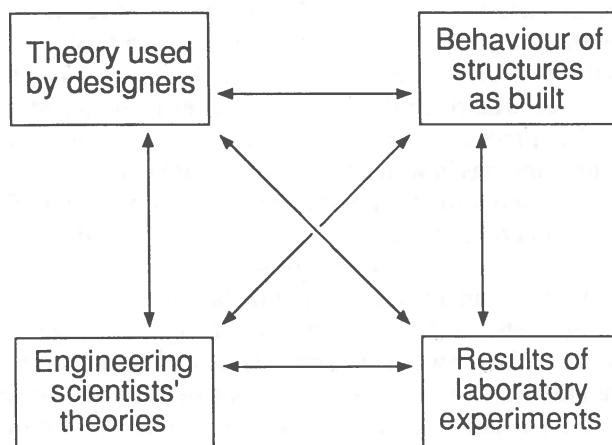 Theory used
by designers
Behaviour of
structures
as built
Engineering
scientists'
theories
Results of
laboratory
experiments